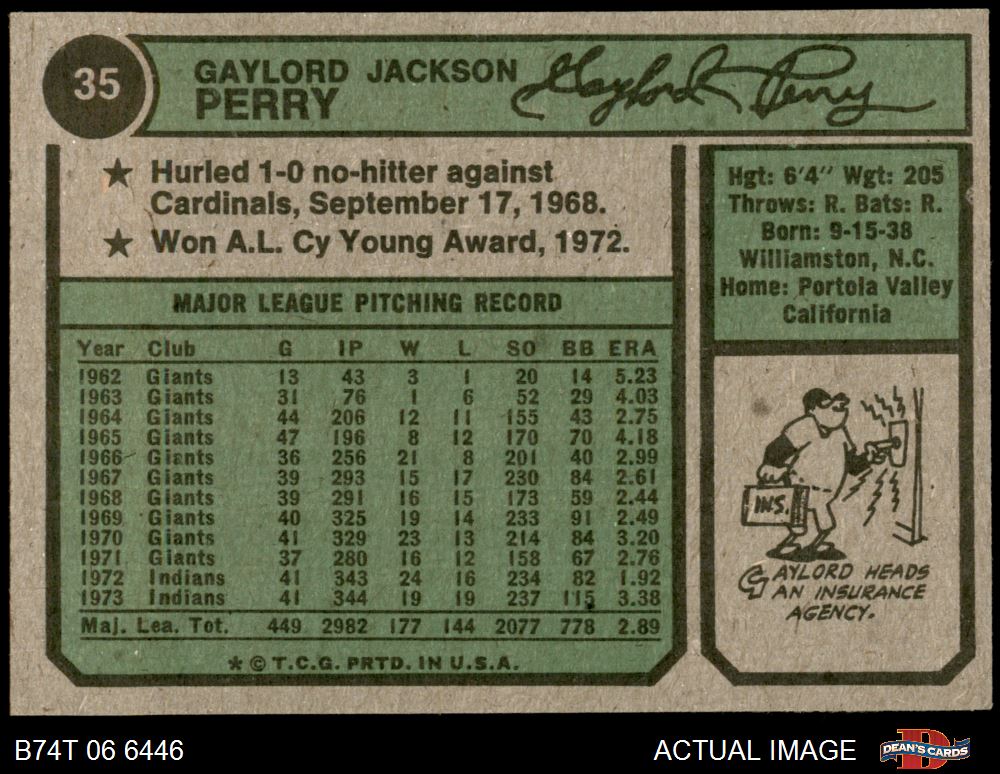 35
GAYLORD JACKSON
PERRY
Gaylord Perry
★ Hurled 1-0 no-hitter against
Cardinals, September 17, 1968.
★ Won A.L. Cy Young Award, 1972.
MAJOR LEAGUE PITCHING RECORD
Year Club G IP W L SO BB ERA
1962 Giants 13 43 3 1 20 14 5.23
1963 Giants 31 76 1 6 52 29 4.03
1964 Giants 44 206 12 11 155 43 2.75
1965 Giants 47 196 8 12 170 70 4.18
1966 Giants 36 256 21 8 201 40 2.99
1967 Giants 39 293 15 17 230 84 2.61
1968 Giants 39 291 16 15 173 59 2.44
1969 Giants 40 325 19 14 233 91 2.49
1970 Giants 41 329 23 13 214 84 3.20
1971 Giants 37 280 16 12 158 67 2.76
1972 Indians 41 343 24 16 234 82 1.92
1973 Indians 41 344 19 19 237 115 3.38
Maj. Lea. Tot. 449 2982 177 144 2077 778 2.89
★ © T.C.G. PRTD. IN U.S.A.
Hgt: 6'4" Wgt: 205
Throws: R. Bats: R.
Born: 9-15-38
Williamston, N.C.
Home: Portola Valley
California
INS.
GAYLORD HEADS
AN INSURANCE
AGENCY.
B74T 06 6446
ACTUAL IMAGE
DEAN'S CARDS